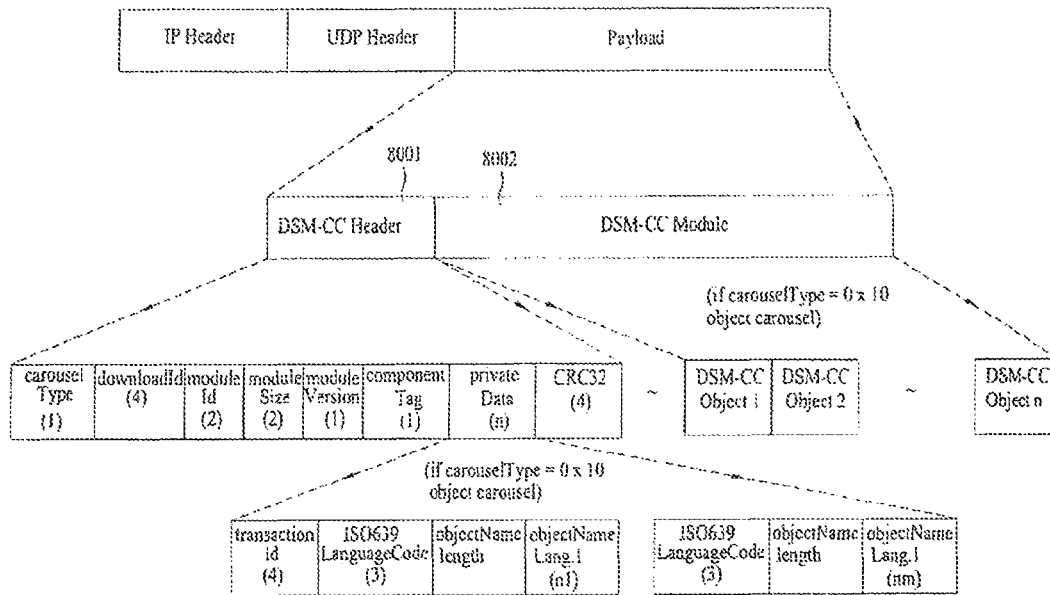 IP Header UDP Header Payload
8001 8002
DSM-CC Header DSM-CC Module
(if carouselType = 0 x 10
object carousel)
carousel
Type
(1)
downloadId
(4)
module
Id
(2)
module
Size
(2)
module
Version
(1)
component
Tag
(1)
private
Data
(n)
CRC32
(4)
~
DSM-CC
Object 1
DSM-CC
Object 2
~
DSM-CC
Object n
(if carouselType = 0 x 10
object carousel)
transaction
Id
(4)
ISO639
LanguageCode
(3)
objectName
length
objectName
Lang.1
(n1)
ISO639
LanguageCode
(3)
objectName
length
objectName
Lang.1
(nm)